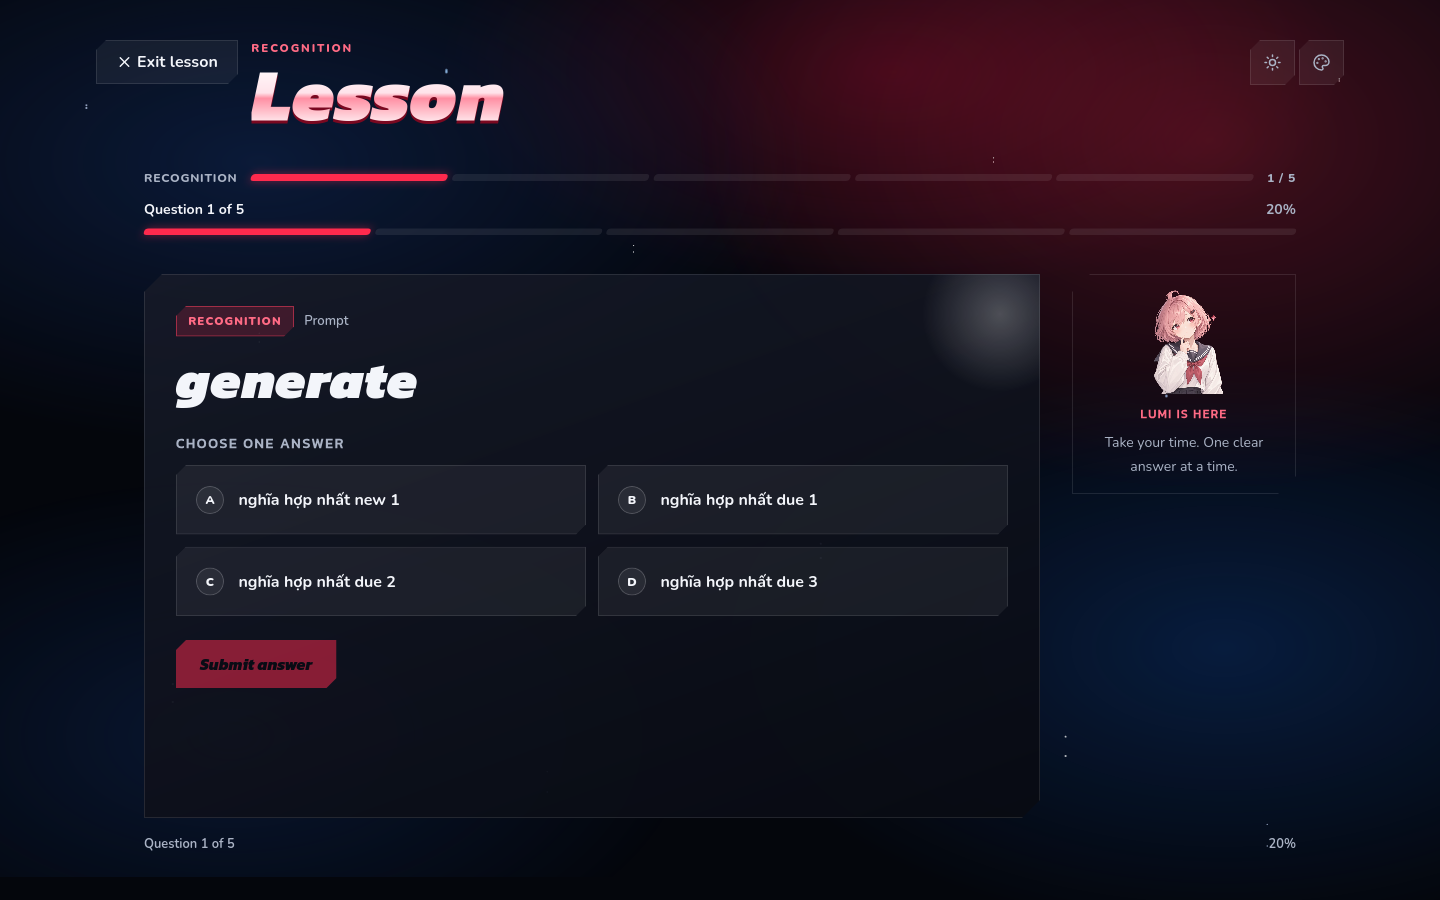 Exit lesson
RECOGNITION
Lesson
RECOGNITION
1 / 5
Question 1 of 5
20%
RECOGNITION
Prompt
generate
CHOOSE ONE ANSWER
A
nghĩa hợp nhất new 1
B
nghĩa hợp nhất due 1
C
nghĩa hợp nhất due 2
D
nghĩa hợp nhất due 3
Submit answer
LUMI IS HERE
Take your time. One clear
answer at a time.
Question 1 of 5
20%